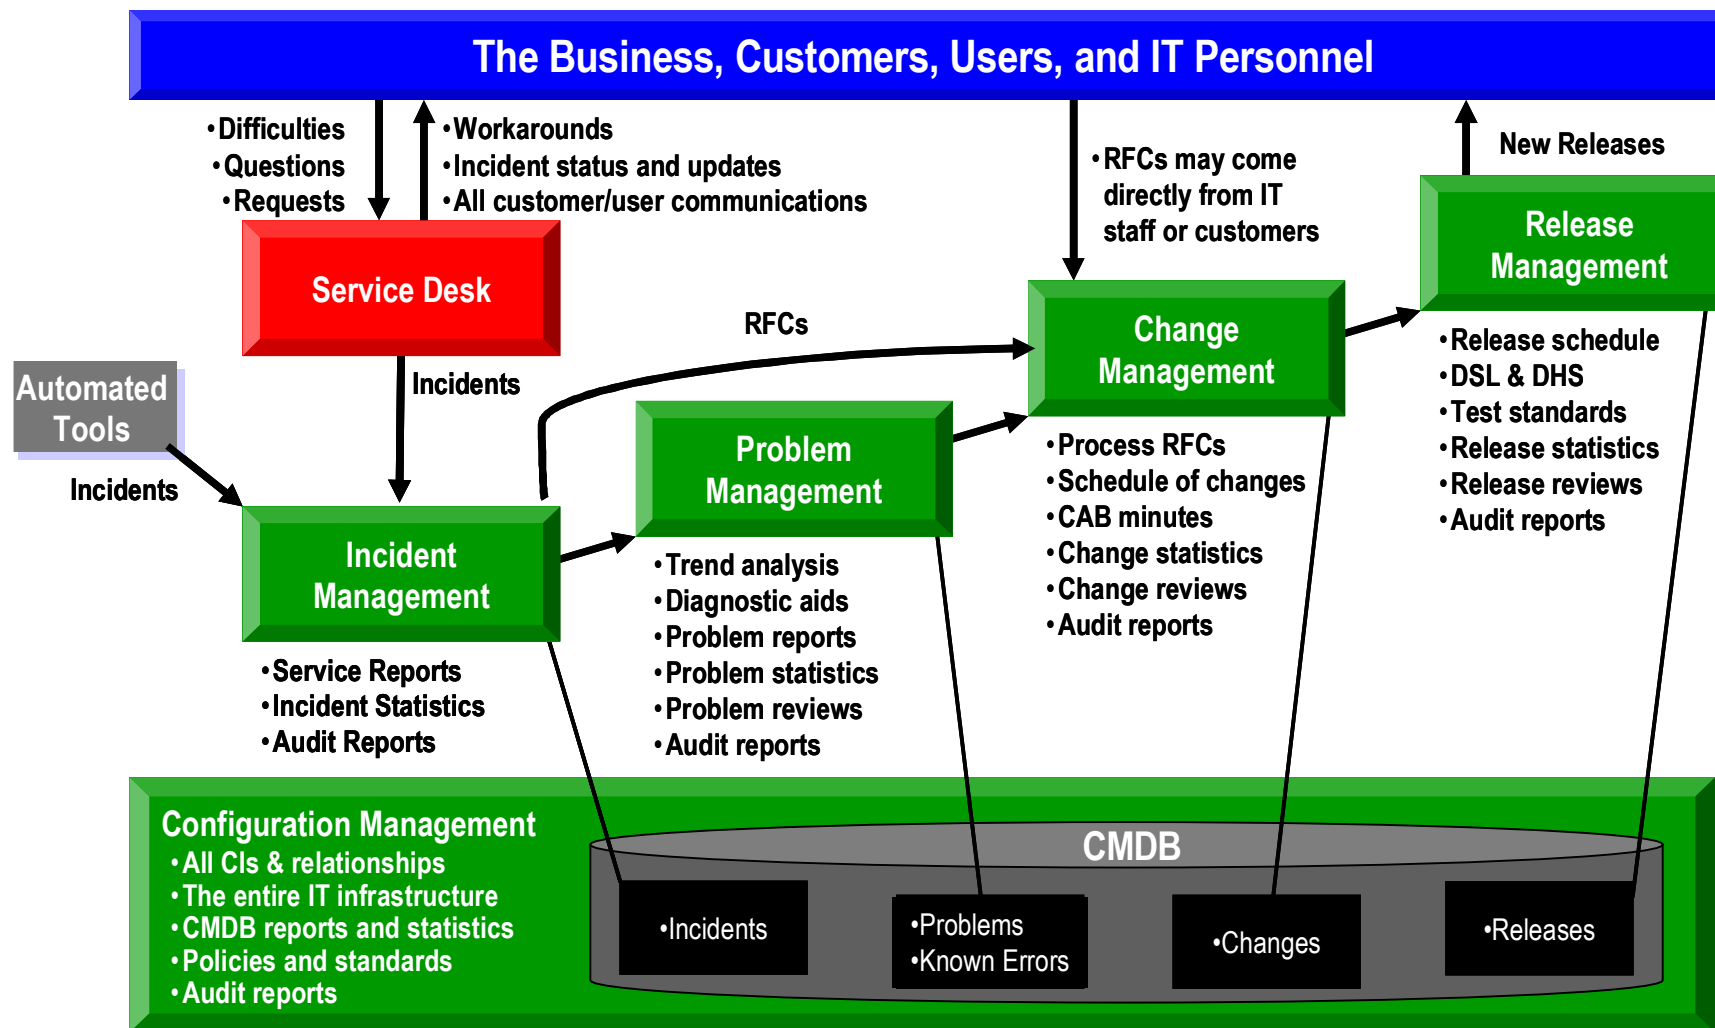 The Business, Customers, Users, and IT Personnel
•Difficulties
•Questions
•Requests
•Workarounds
•Incident status and updates
•All customer/user communications
•RFCs may come
directly from IT
staff or customers
New Releases
Release
Management
Service Desk
RFCs
Change
Management
•Release schedule
•DSL & DHS
•Test standards
•Release statistics
•Release reviews
•Audit reports
Automated
Tools
Incidents
Incidents
Problem
Management
•Process RFCs
•Schedule of changes
•CAB minutes
•Change statistics
•Change reviews
•Audit reports
Incident
Management
•Trend analysis
•Diagnostic aids
•Problem reports
•Problem statistics
•Problem reviews
•Audit reports
•Service Reports
•Incident Statistics
•Audit Reports
Configuration Management
•All CIs & relationships
•The entire IT infrastructure
•CMDB reports and statistics
•Policies and standards
•Audit reports
CMDB
•Incidents
•Problems
•Known Errors
•Changes
•Releases